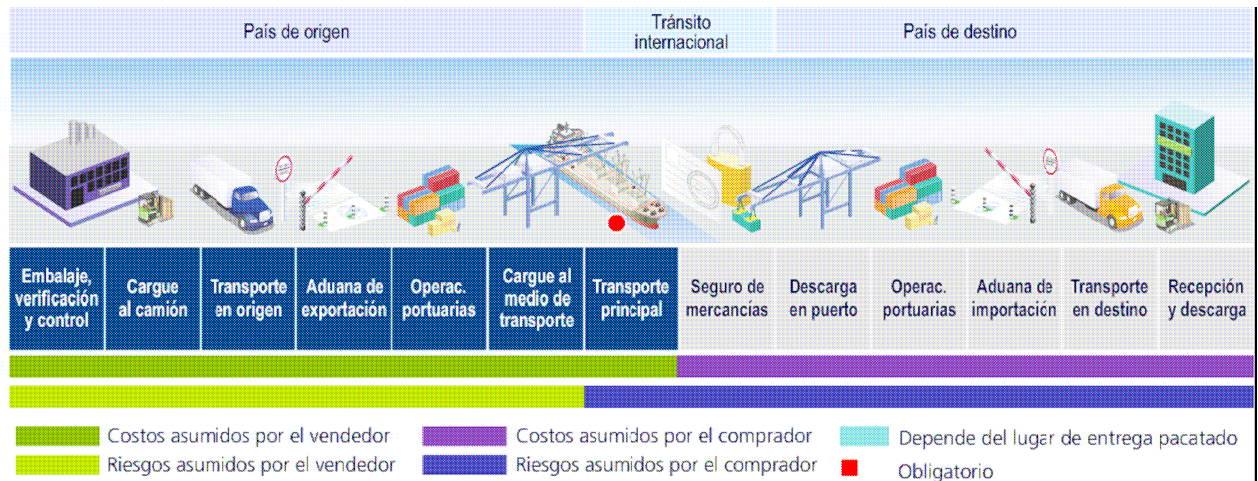 País de origen
Tránsito
internacional
País de destino
Embalaje,
verificación
y control
Cargue
al camión
Transporte
en origen
Aduana de
exportación
Operac.
portuarias
Cargue al
medio de
transporte
Transporte
principal
Seguro de
mercancías
Descarga
en puerto
Operac.
portuarias
Aduana de
importación
Transporte
en destino
Recepción
y descarga
Costos asumidos por el vendedor
Costos asumidos por el comprador
Depende del lugar de entrega pacatado
Riesgos asumidos por el vendedor
Riesgos asumidos por el comprador
Obligatorio